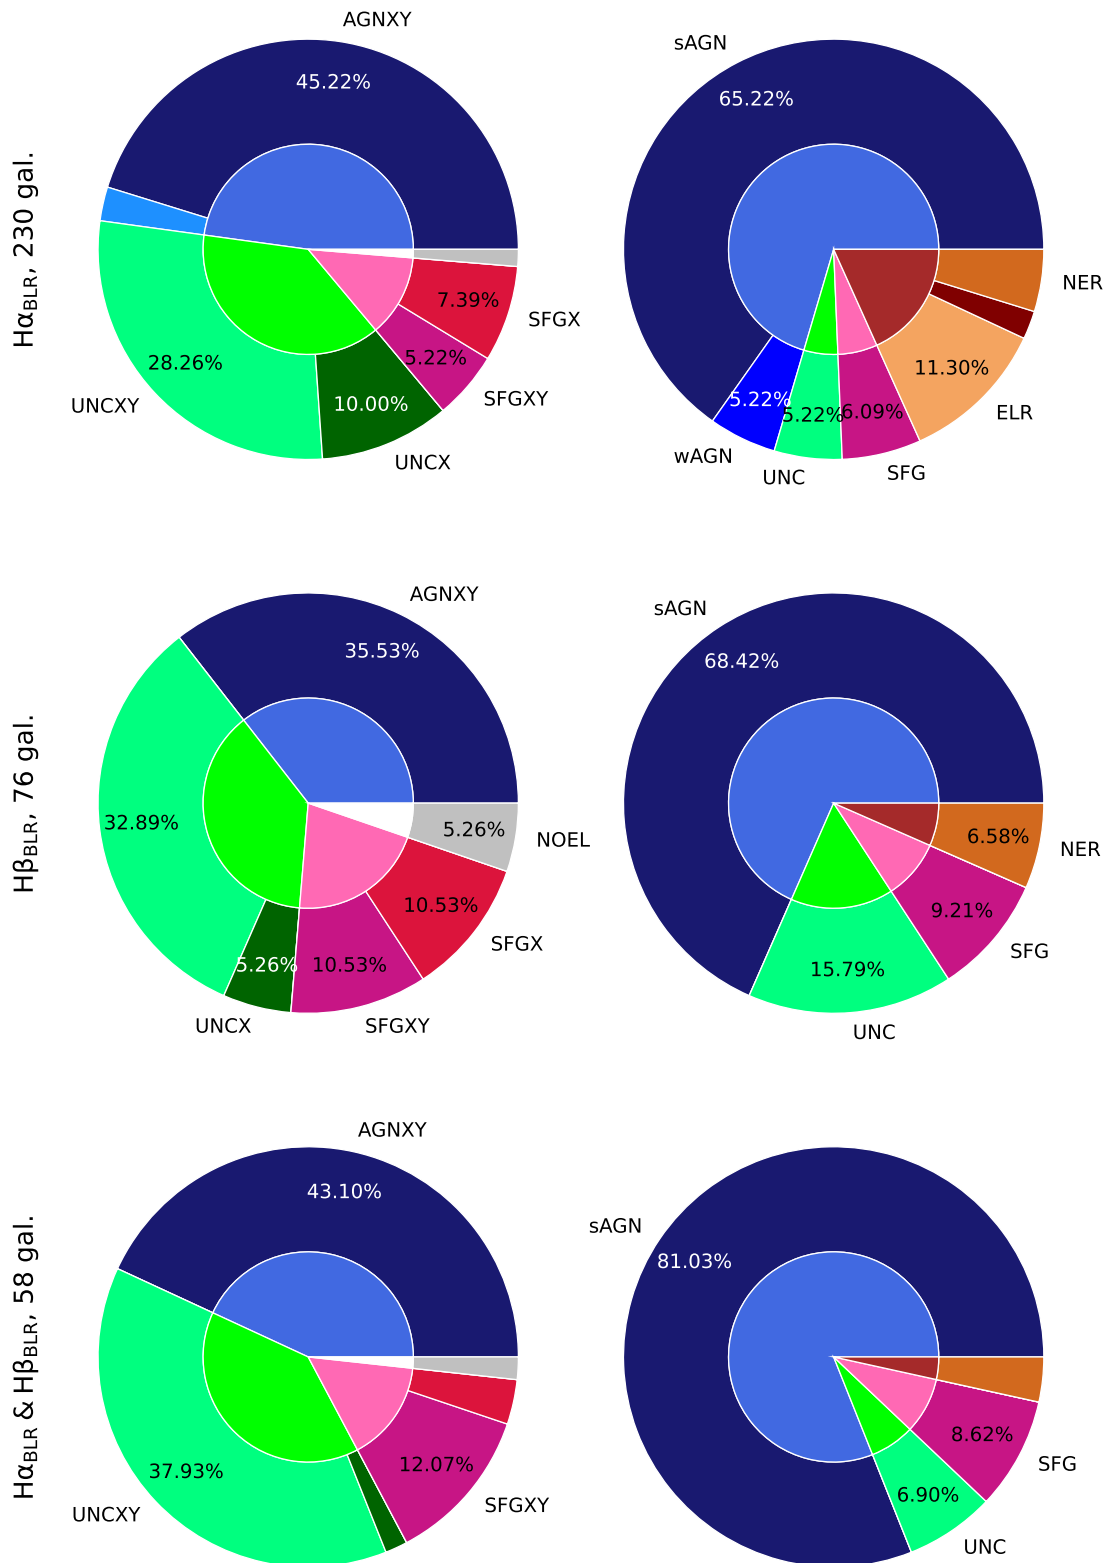 AGNXY
sAGN
45.22%
65.22%
Hα_BLR, 230 gal.
NER
7.39%
SFGX
28.26%
5.22%
11.30%
UNCXY
10.00%
SFGXY
5.22%
5.22%
6.09%
ELR
UNCX
wAGN
UNC
SFG
AGNXY
sAGN
35.53%
68.42%
Hβ_BLR, 76 gal.
32.89%
5.26%
NOEL
6.58%
NER
10.53%
9.21%
SFGX
SFG
5.26%
10.53%
15.79%
UNCX
SFGXY
UNC
AGNXY
43.10%
sAGN
81.03%
Hα_BLR & Hβ_BLR, 58 gal.
8.62%
37.93%
12.07%
SFG
UNCXY
SFGXY
6.90%
UNC